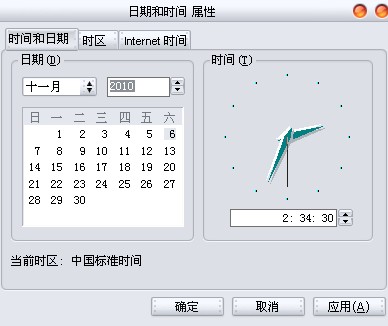 日期和时间 属性
时间和日期 时区 Internet 时间
日期(D) 时间(T)
十一月 2010
日 一 二 三 四 五 六
1 2 3 4 5 6
7 8 9 10 11 12 13
14 15 16 17 18 19 20
21 22 23 24 25 26 27
28 29 30
2: 34: 30
当前时区: 中国标准时间
确定 取消 应用(A)